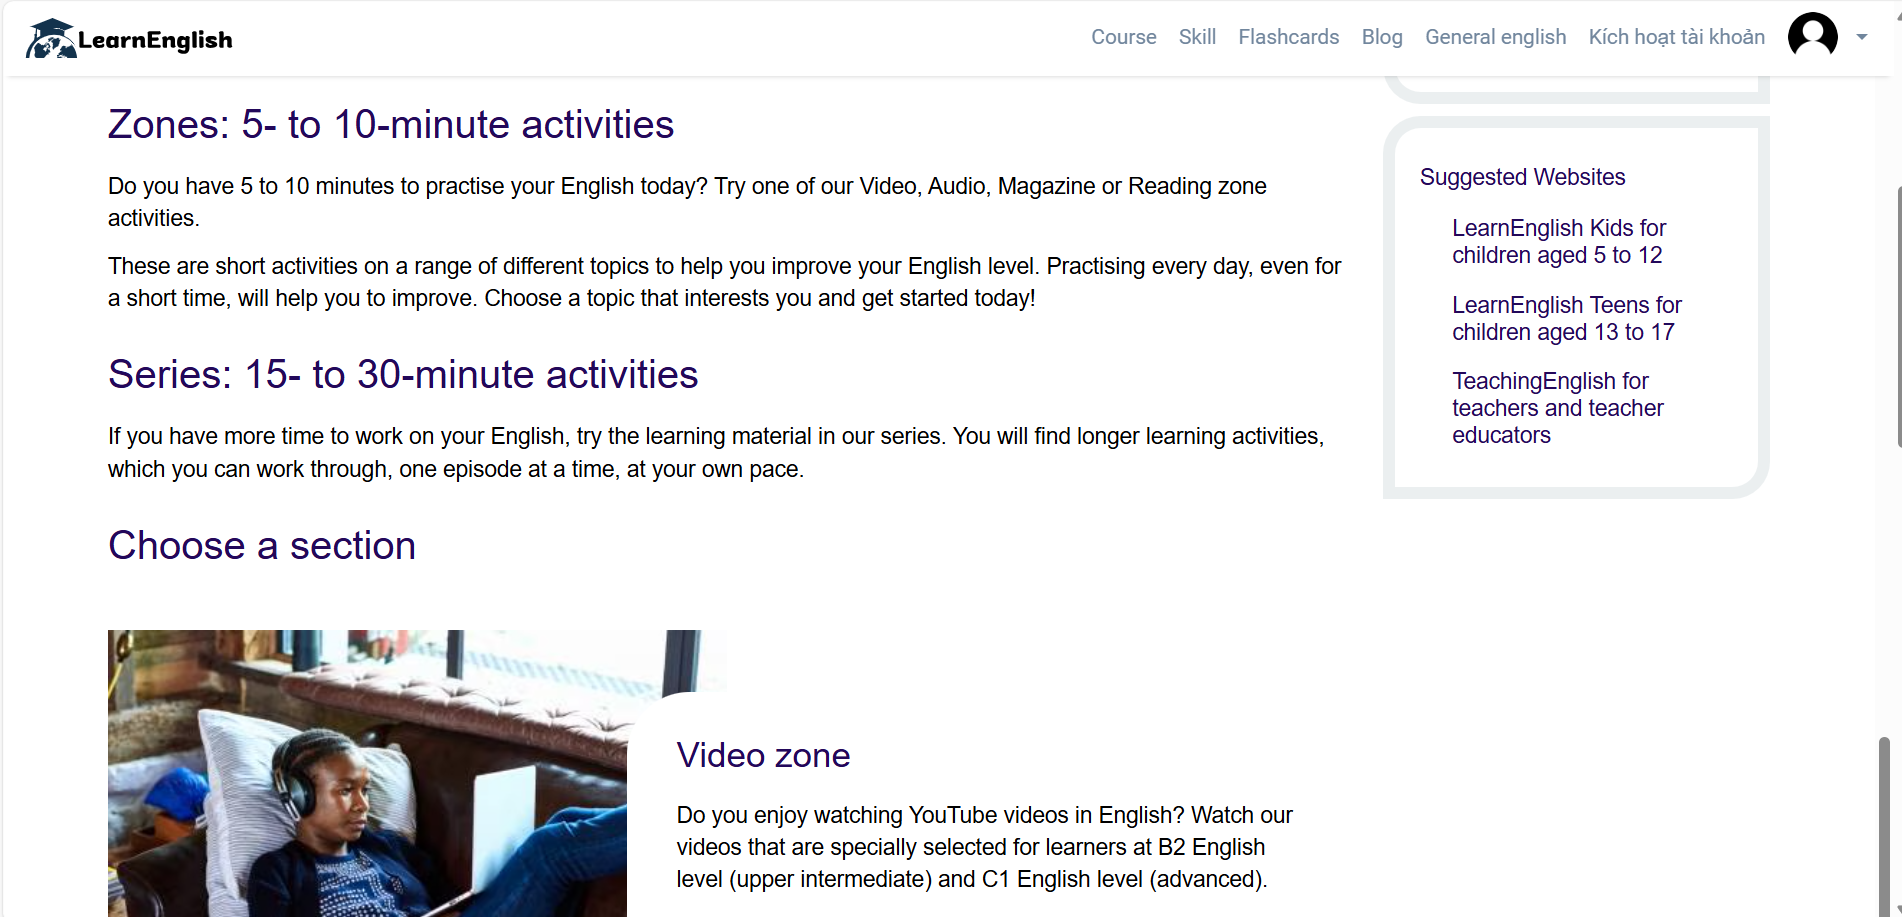 LearnEnglish
Course Skill Flashcards Blog General english Kích hoạt tài khoản
Zones: 5- to 10-minute activities
Do you have 5 to 10 minutes to practise your English today? Try one of our Video, Audio, Magazine or Reading zone
activities.
These are short activities on a range of different topics to help you improve your English level. Practising every day, even for
a short time, will help you to improve. Choose a topic that interests you and get started today!
Series: 15- to 30-minute activities
If you have more time to work on your English, try the learning material in our series. You will find longer learning activities,
which you can work through, one episode at a time, at your own pace.
Choose a section
Video zone
Do you enjoy watching YouTube videos in English? Watch our
videos that are specially selected for learners at B2 English
level (upper intermediate) and C1 English level (advanced).
Suggested Websites
LearnEnglish Kids for
children aged 5 to 12
LearnEnglish Teens for
children aged 13 to 17
TeachingEnglish for
teachers and teacher
educators